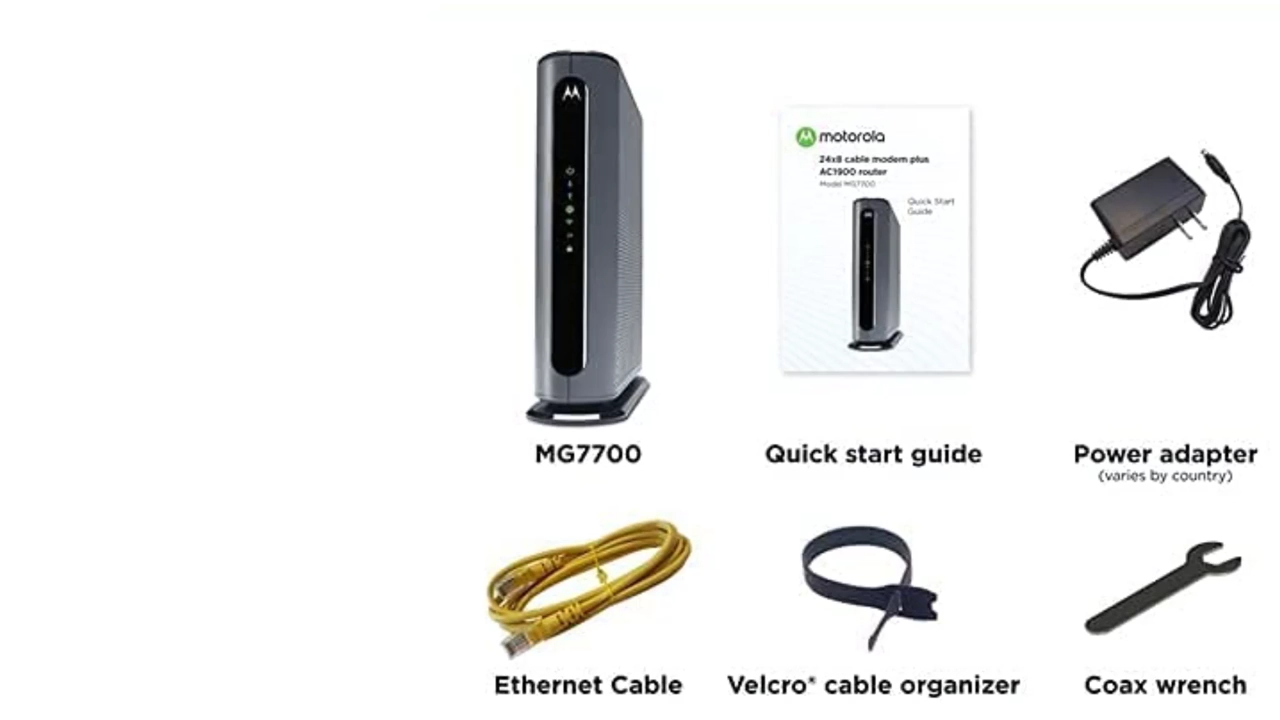 motorola
24x8 cable modem plus
AC1900 router
Model MG7700
Quick Start
Guide
MG7700
Quick start guide
Power adapter
(varies by country)
Ethernet Cable
Velcro® cable organizer
Coax wrench